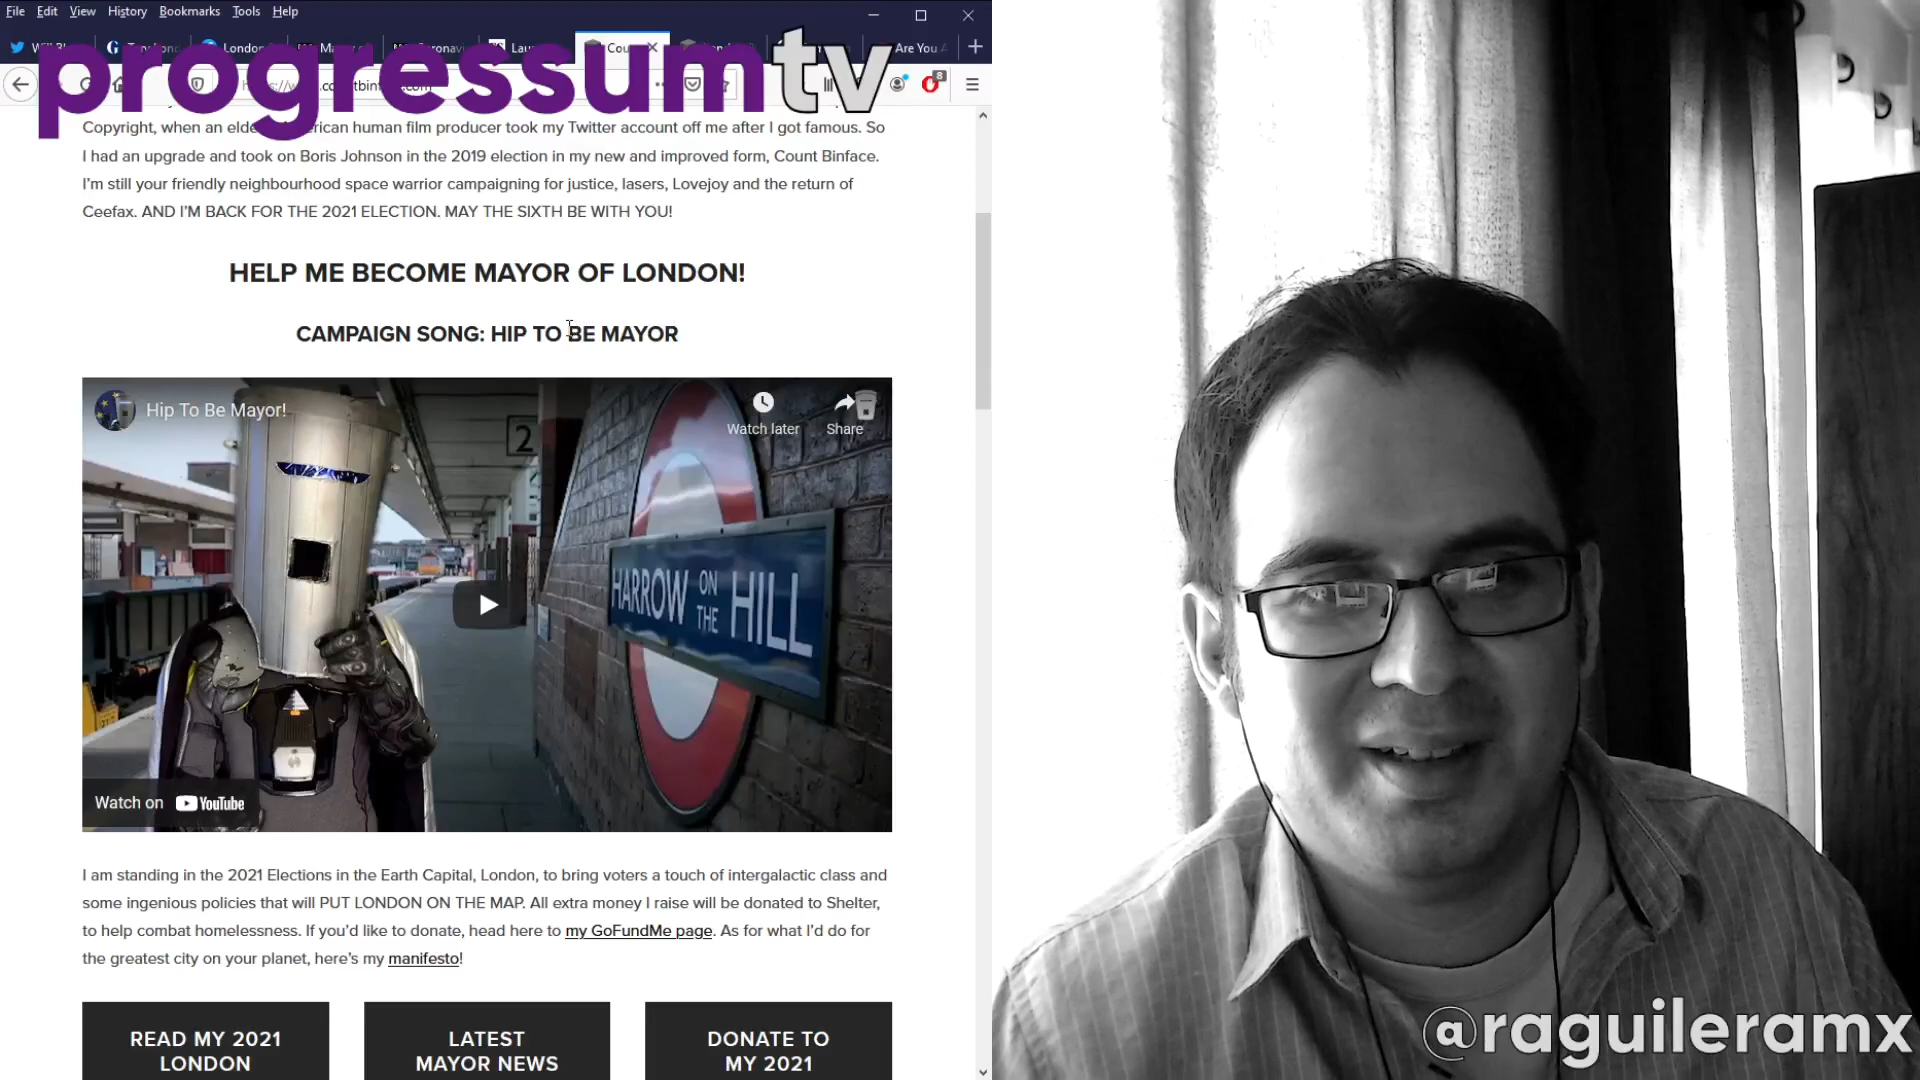 File Edit View History Bookmarks Tools Help
progressumtv
London
Are You A
8
Copyright, when an American human film producer took my Twitter account off me after I got famous. So
I had an upgrade and took on Boris Johnson in the 2019 election in my new and improved form, Count Binface.
I'm still your friendly neighbourhood space warrior campaigning for justice, lasers, Lovejoy and the return of
Ceefax. AND I'M BACK FOR THE 2021 ELECTION. MAY THE SIXTH BE WITH YOU!
HELP ME BECOME MAYOR OF LONDON!
CAMPAIGN SONG: HIP TO BE MAYOR
Hip To Be Mayor!
Watch later
Share
2
HARROW ON THE HILL
Watch on YouTube
I am standing in the 2021 Elections in the Earth Capital, London, to bring voters a touch of intergalactic class and
some ingenious policies that will PUT LONDON ON THE MAP. All extra money I raise will be donated to Shelter,
to help combat homelessness. If you'd like to donate, head here to my GoFundMe page. As for what I'd do for
the greatest city on your planet, here's my manifesto!
READ MY 2021
LONDON
LATEST
MAYOR NEWS
DONATE TO
MY 2021
@raguileramx